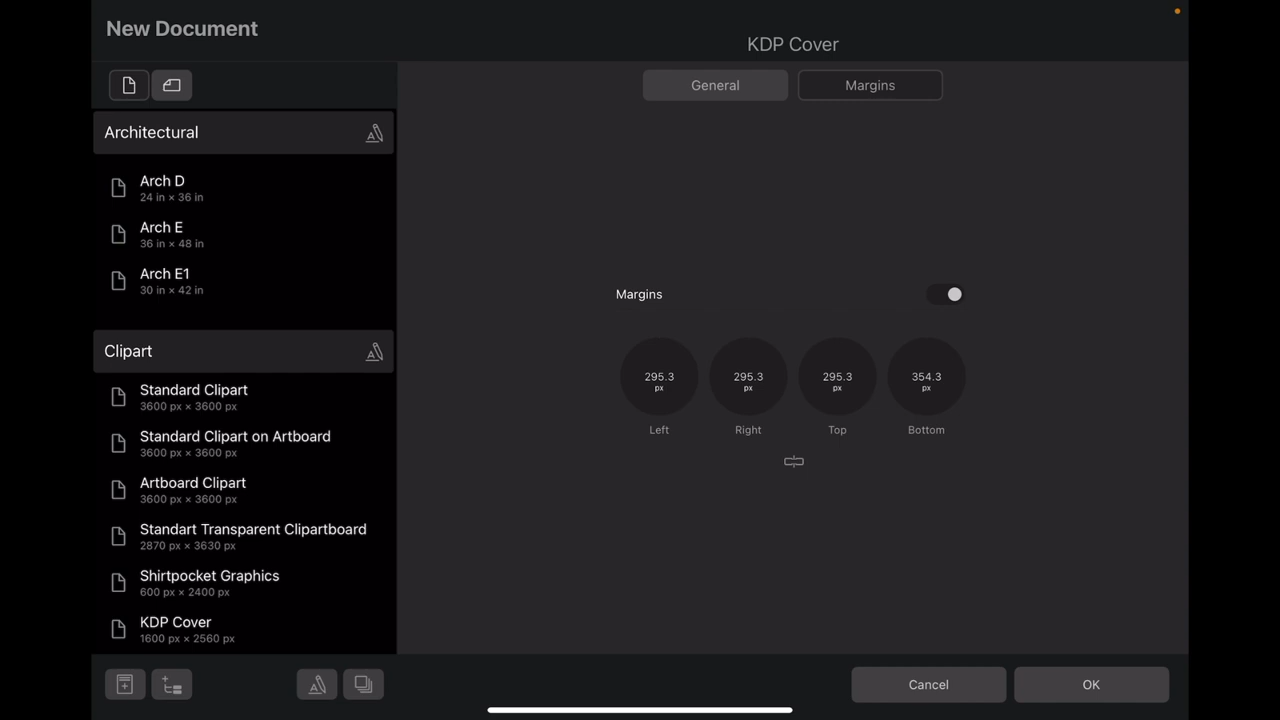 New Document
KDP Cover
General
Margins
Architectural
Arch D
24 in × 36 in
Arch E
36 in × 48 in
Arch E1
30 in × 42 in
Clipart
Standard Clipart
3600 px × 3600 px
Standard Clipart on Artboard
3600 px × 3600 px
Artboard Clipart
3600 px × 3600 px
Standart Transparent Clipartboard
2870 px × 3630 px
Shirtpocket Graphics
600 px × 2400 px
KDP Cover
1600 px × 2560 px
Margins
295.3 px
295.3 px
295.3 px
354.3 px
Left
Right
Top
Bottom
Cancel
OK